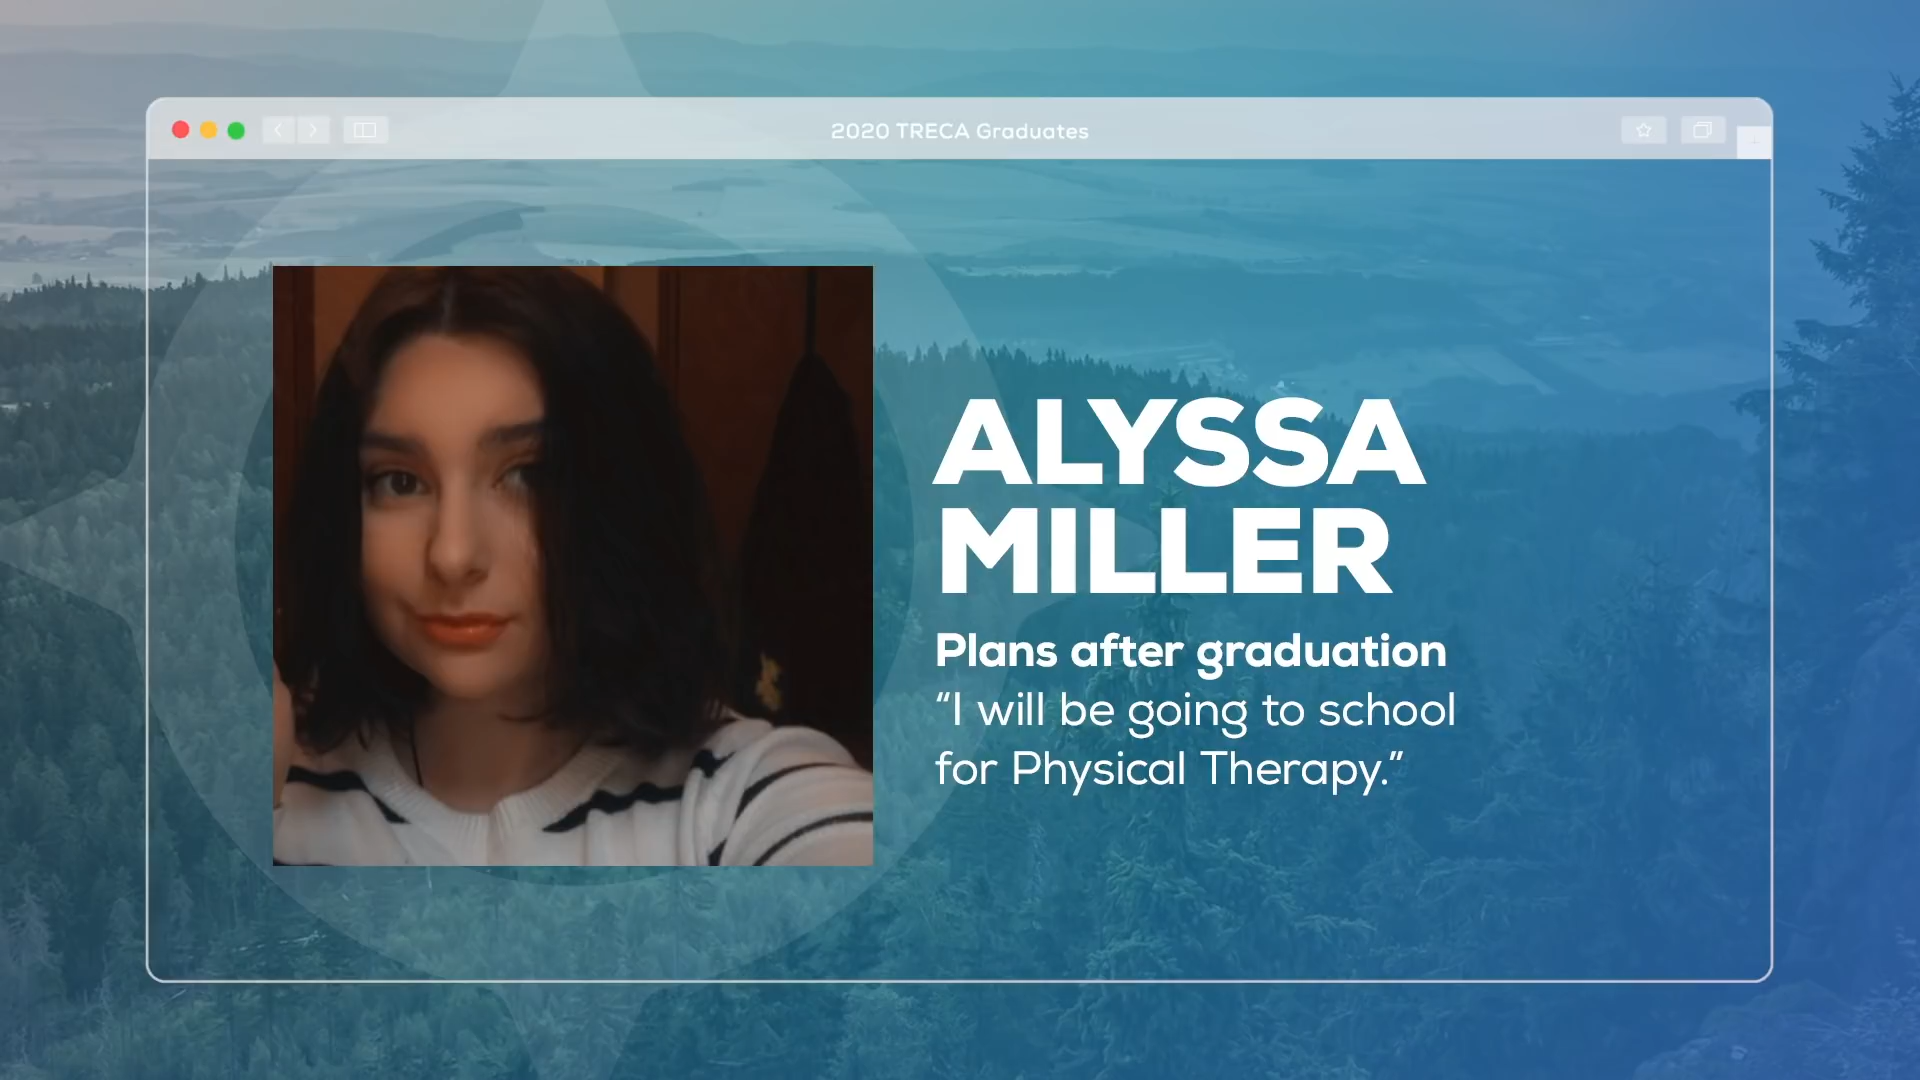 2020 TRECA Graduates
ALYSSA
MILLER
Plans after graduation
“I will be going to school
for Physical Therapy.”